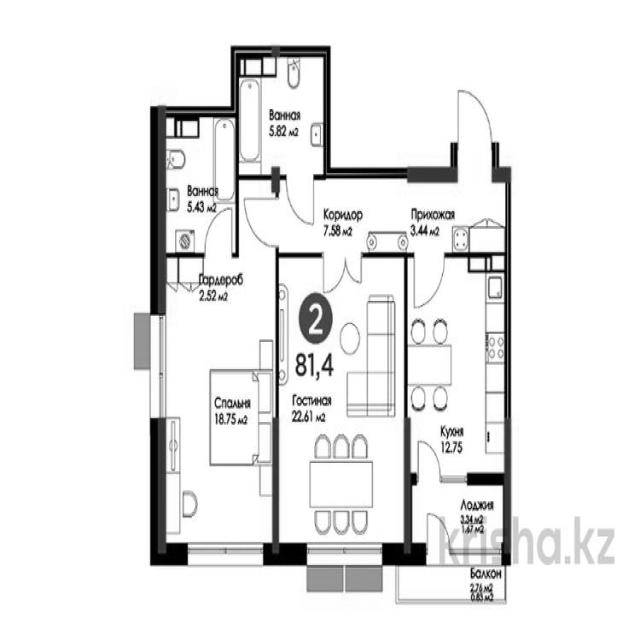 Ванная
5.82 м2
Ванная
5.43 м2
Коридор
7.58 м2
Прихожая
3.44 м2
Гардероб
2.52 м2
2
81,4
Спальня
18.75 м2
Гостиная
22.61 м2
Кухня
12.75
Лоджия
3.34 м2
1.67 м2
krisha.kz
Балкон
2.76 м2
0.83 м2